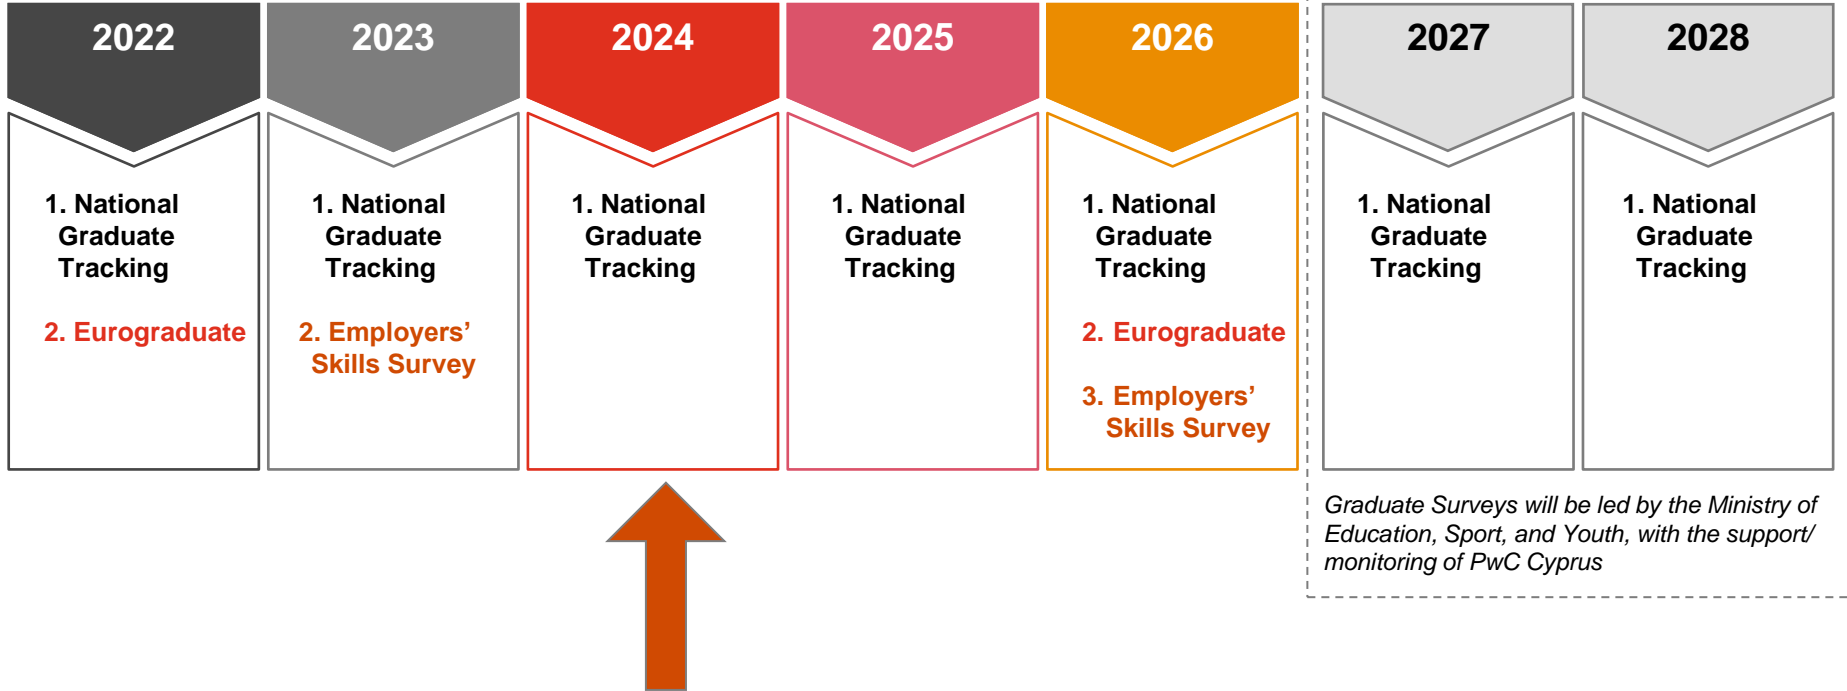 2022
1. National
Graduate
Tracking
2. Eurograduate
2023
1. National
Graduate
Tracking
2. Employers’
Skills Survey
2024
1. National
Graduate
Tracking
2025
1. National
Graduate
Tracking
2026
1. National
Graduate
Tracking
2. Eurograduate
3. Employers’
Skills Survey
2027
1. National
Graduate
Tracking
2028
1. National
Graduate
Tracking
Graduate Surveys will be led by the Ministry of
Education, Sport, and Youth, with the support/
monitoring of PwC Cyprus